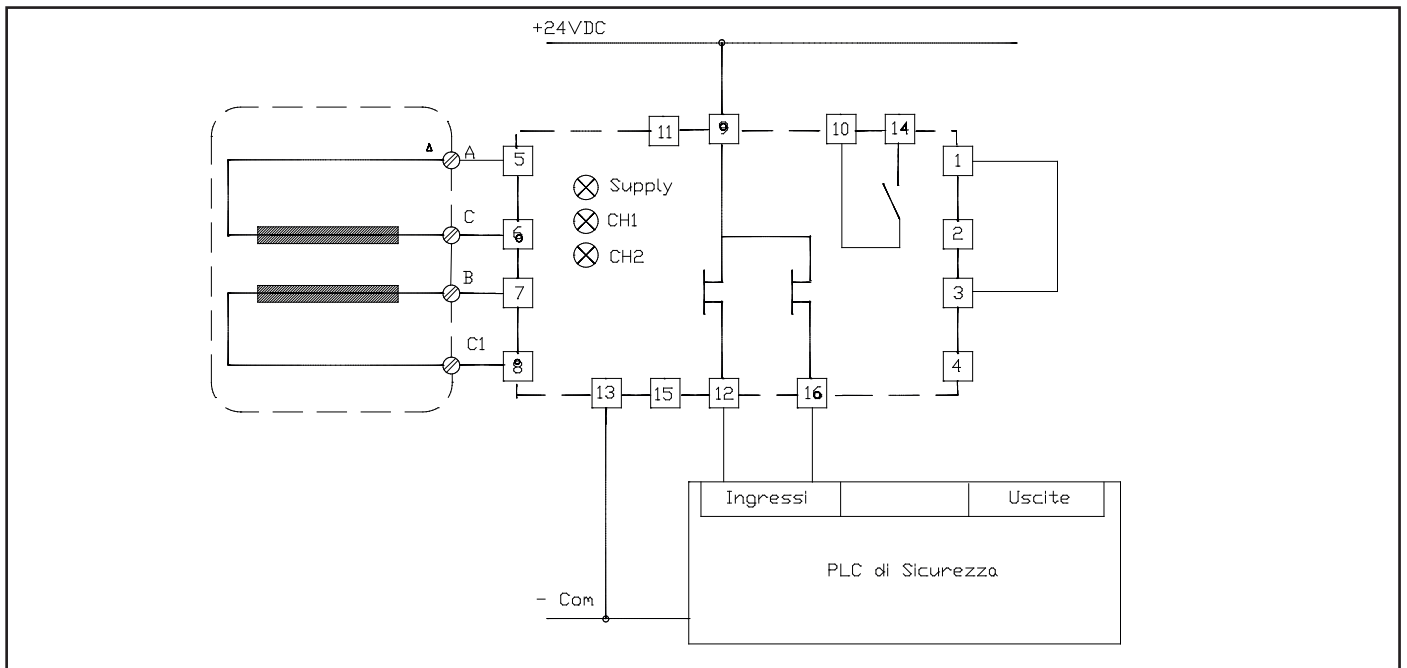 +24VDC
11 9 10 14
A 5 1
Supply
C 6 CH1 2
CH2
B 7 3
C1 8 4
13 15 12 16
Ingressi Uscite
PLC di Sicurezza
- Com